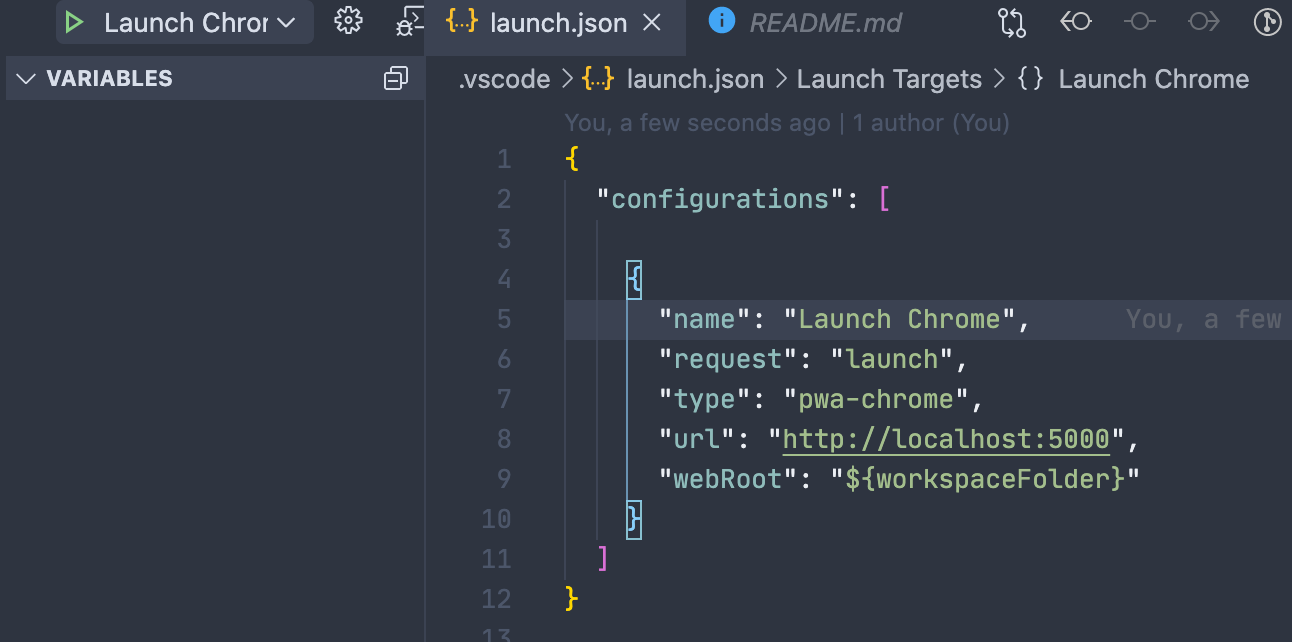 Launch Chror
launch.json
README.md
VARIABLES
.vscode > {..} launch.json > Launch Targets > {} Launch Chrome
You, a few seconds ago | 1 author (You)
1 {
2 "configurations": [
3
4 {
5 "name": "Launch Chrome", You, a few
6 "request": "launch",
7 "type": "pwa-chrome",
8 "url": "http://localhost:5000",
9 "webRoot": "${workspaceFolder}"
10 }
11 ]
12 }
13